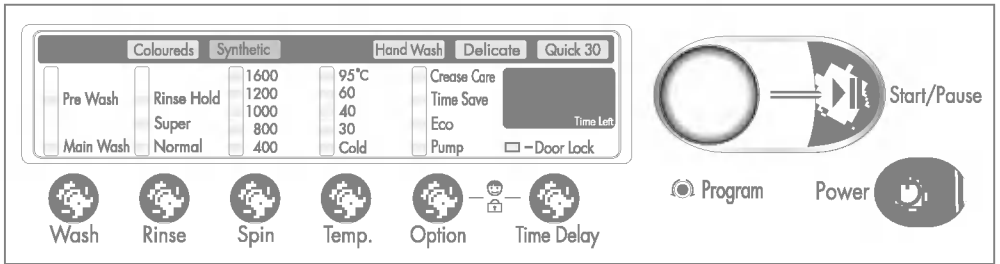 Coloureds Synthetic Hand Wash Delicate Quick 30
1600 95°C Crease Care
Pre Wash Rinse Hold 1200 60 Time Save
1000 40
Super 800 30 Eco Time Left
Main Wash Normal 400 Cold Pump -Door Lock
Start/Pause
Program Power
Wash Rinse Spin Temp. Option Time Delay